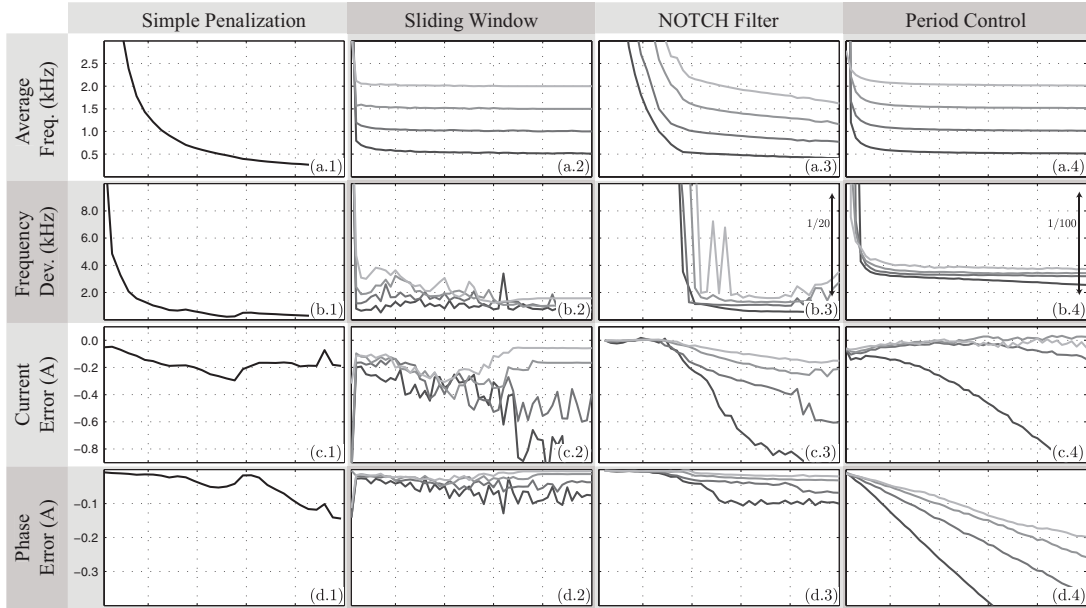 Simple Penalization
Sliding Window
NOTCH Filter
Period Control
Average
Freq. (kHz)
2.5
2.0
1.5
1.0
0.5
(a.1)
(a.2)
(a.3)
(a.4)
Frequency
Dev. (kHz)
8.0
6.0
4.0
2.0
1/20
1/100
(b.1)
(b.2)
(b.3)
(b.4)
Current
Error (A)
0.0
−0.2
−0.4
−0.6
−0.8
(c.1)
(c.2)
(c.3)
(c.4)
Phase
Error (A)
−0.1
−0.2
−0.3
(d.1)
(d.2)
(d.3)
(d.4)